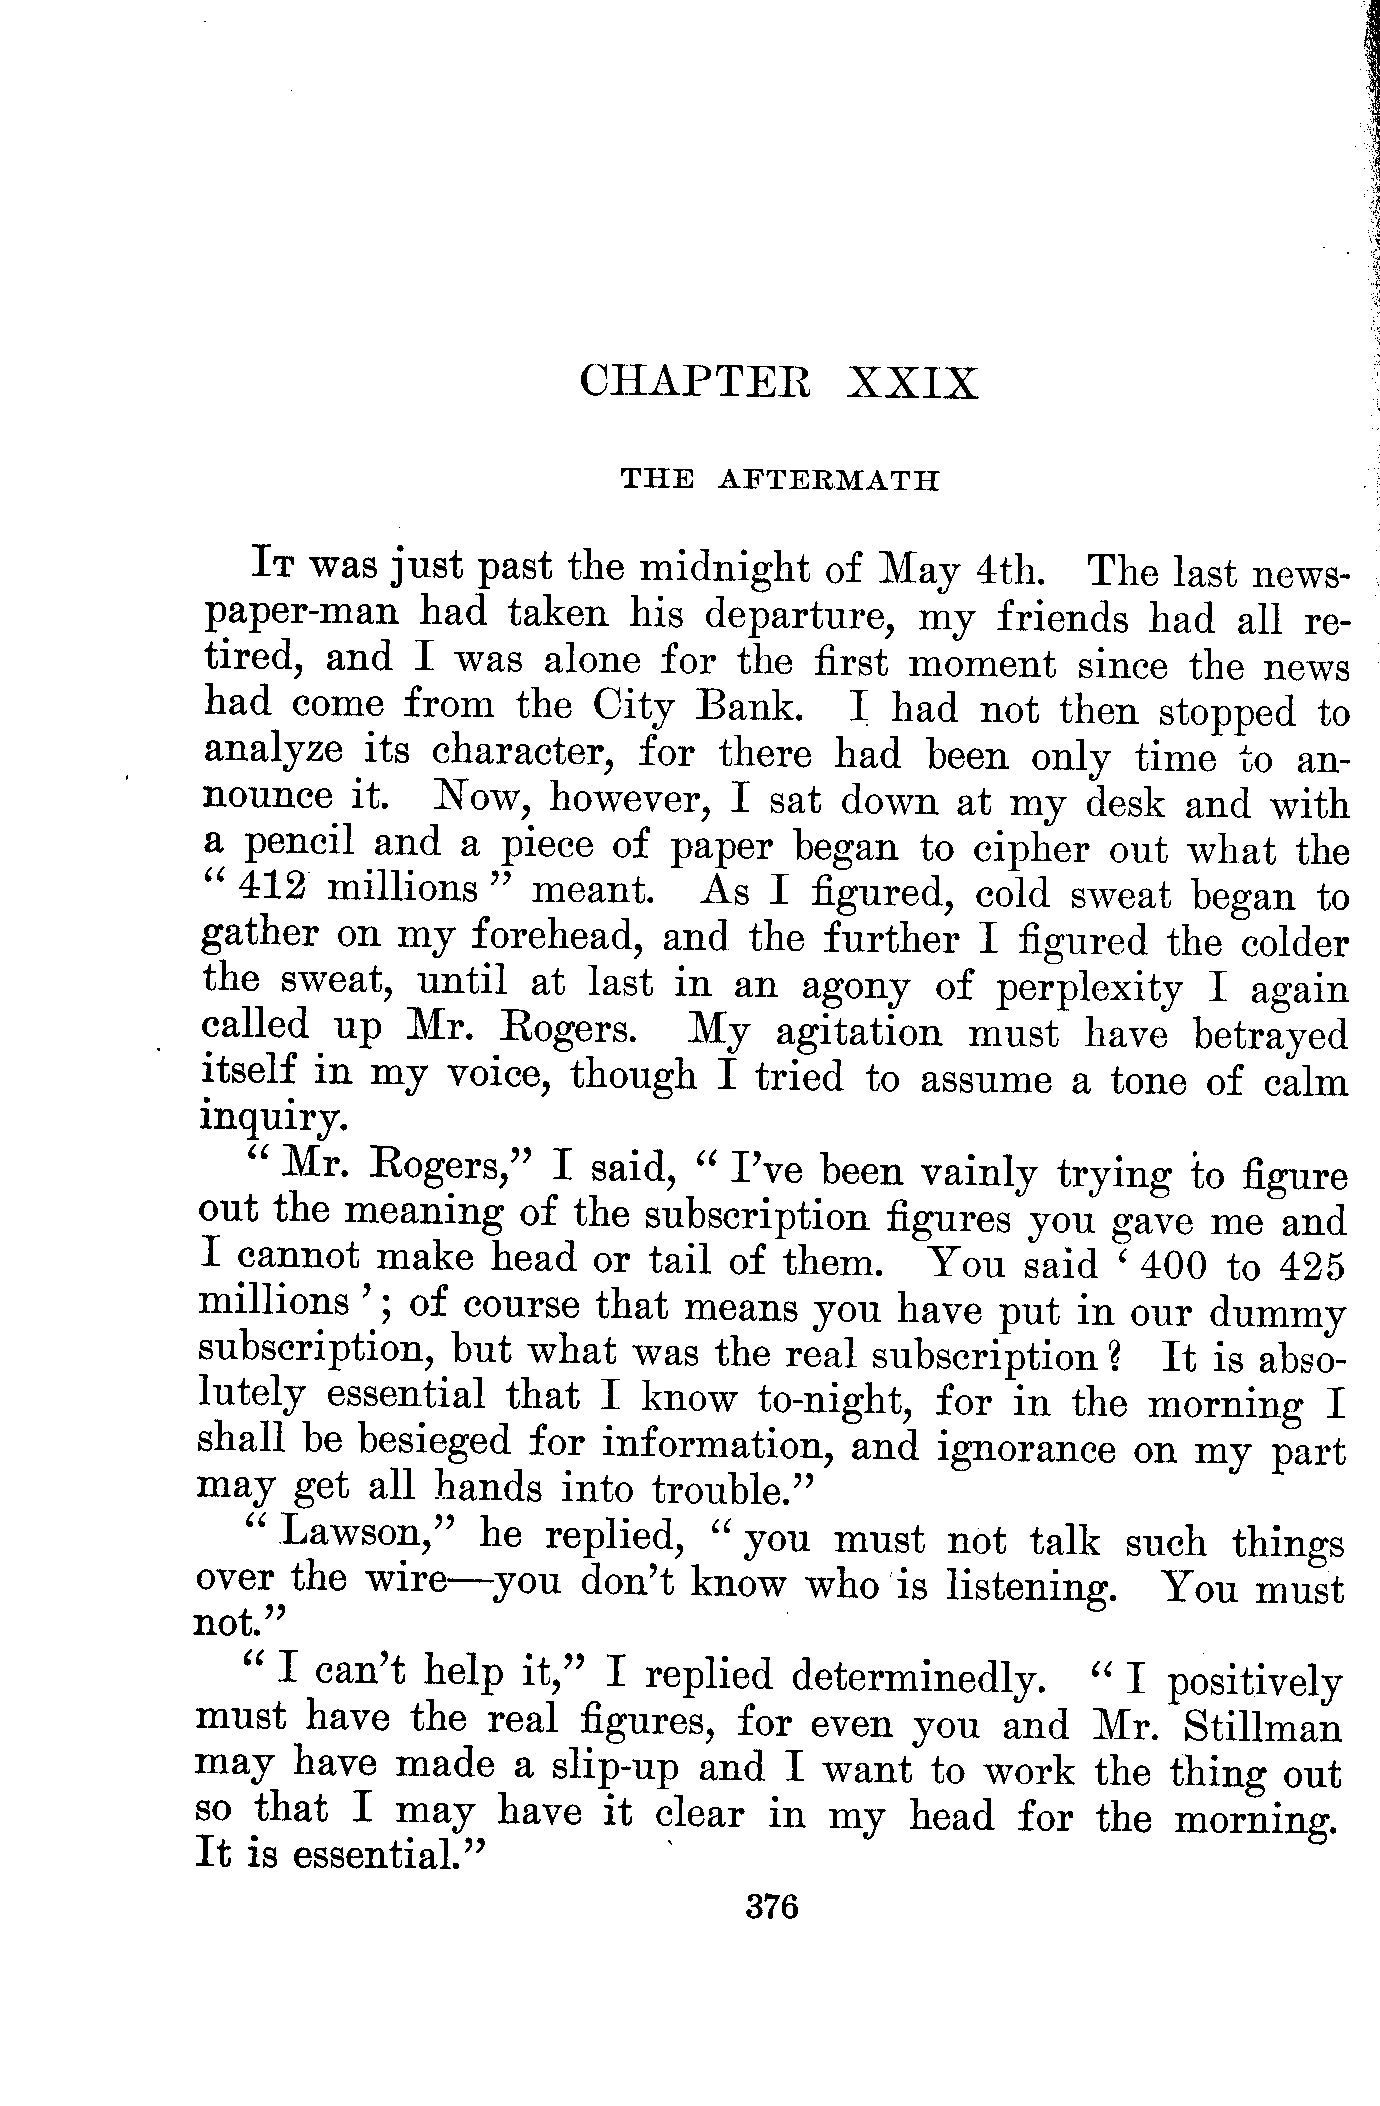 CHAPTER XXIX
THE AFTERMATH
IT was just past the midnight of May 4th. The last news-
paper-man had taken his departure, my friends had all re-
tired, and I was alone for the first moment since the news
had come from the City Bank. I had not then stopped to
analyze its character, for there had been only time to an-
nounce it. Now, however, I sat down at my desk and with
a pencil and a piece of paper began to cipher out what the
“ 412 millions ” meant. As I figured, cold sweat began to
gather on my forehead, and the further I figured the colder
the sweat, until at last in an agony of perplexity I again
called up Mr. Rogers. My agitation must have betrayed
itself in my voice, though I tried to assume a tone of calm
inquiry.
“ Mr. Rogers,” I said, “ I’ve been vainly trying to figure
out the meaning of the subscription figures you gave me and
I cannot make head or tail of them. You said ‘ 400 to 425
millions ’ ; of course that means you have put in our dummy
subscription, but what was the real subscription? It is abso-
lutely essential that I know to-night, for in the morning I
shall be besieged for information, and ignorance on my part
may get all hands into trouble.”
“ Lawson,” he replied, “ you must not talk such things
over the wire—you don’t know who is listening. You must
not.”
“ I can’t help it,” I replied determinedly. “ I positively
must have the real figures, for even you and Mr. Stillman
may have made a slip-up and I want to work the thing out
so that I may have it clear in my head for the morning.
It is essential.”
376